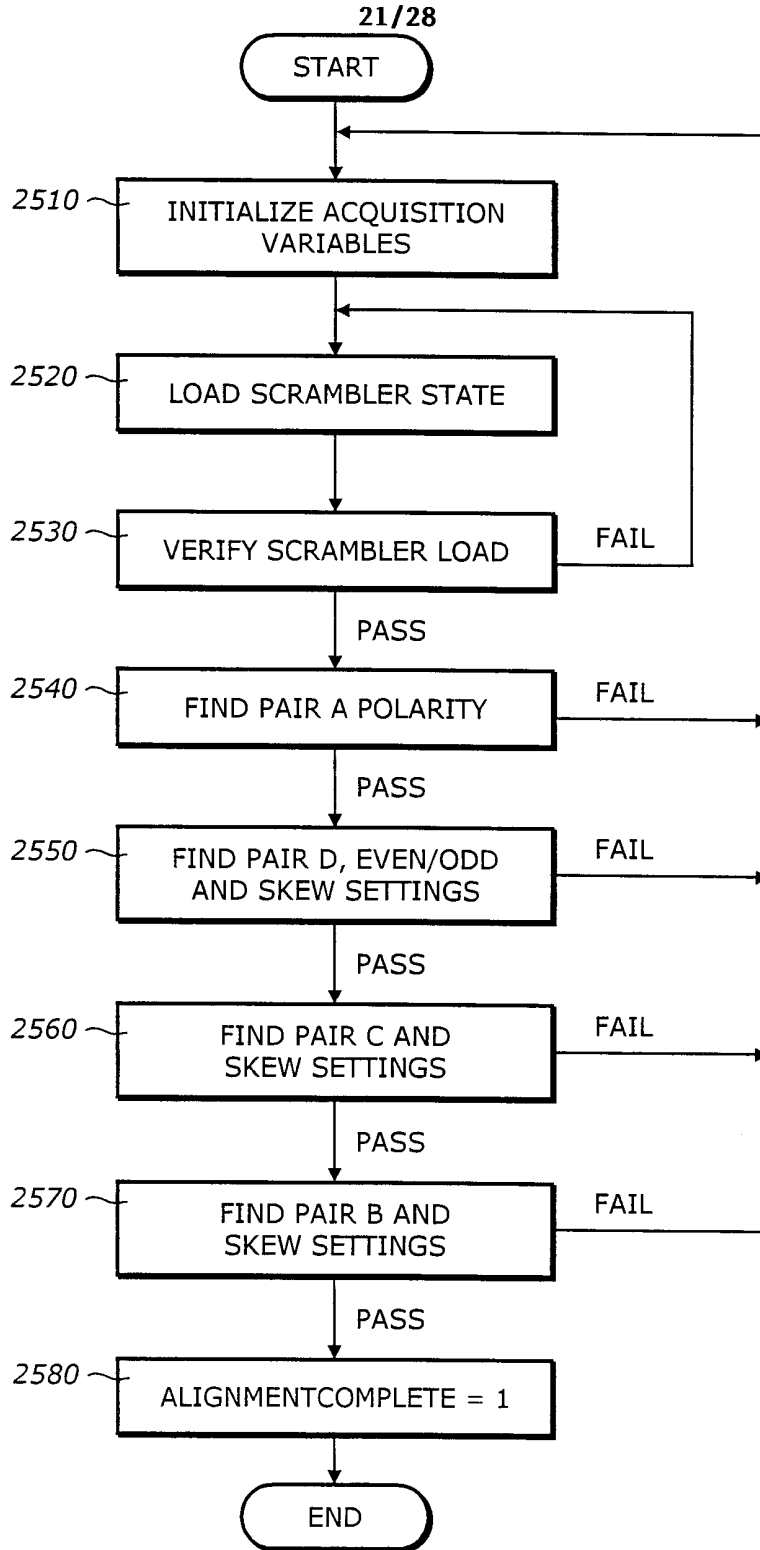 21/28
START
2510
INITIALIZE ACQUISITION
VARIABLES
2520
LOAD SCRAMBLER STATE
2530
VERIFY SCRAMBLER LOAD
FAIL
PASS
2540
FIND PAIR A POLARITY
FAIL
PASS
2550
FIND PAIR D, EVEN/ODD
AND SKEW SETTINGS
FAIL
PASS
2560
FIND PAIR C AND
SKEW SETTINGS
FAIL
PASS
2570
FIND PAIR B AND
SKEW SETTINGS
FAIL
PASS
2580
ALIGNMENTCOMPLETE = 1
END